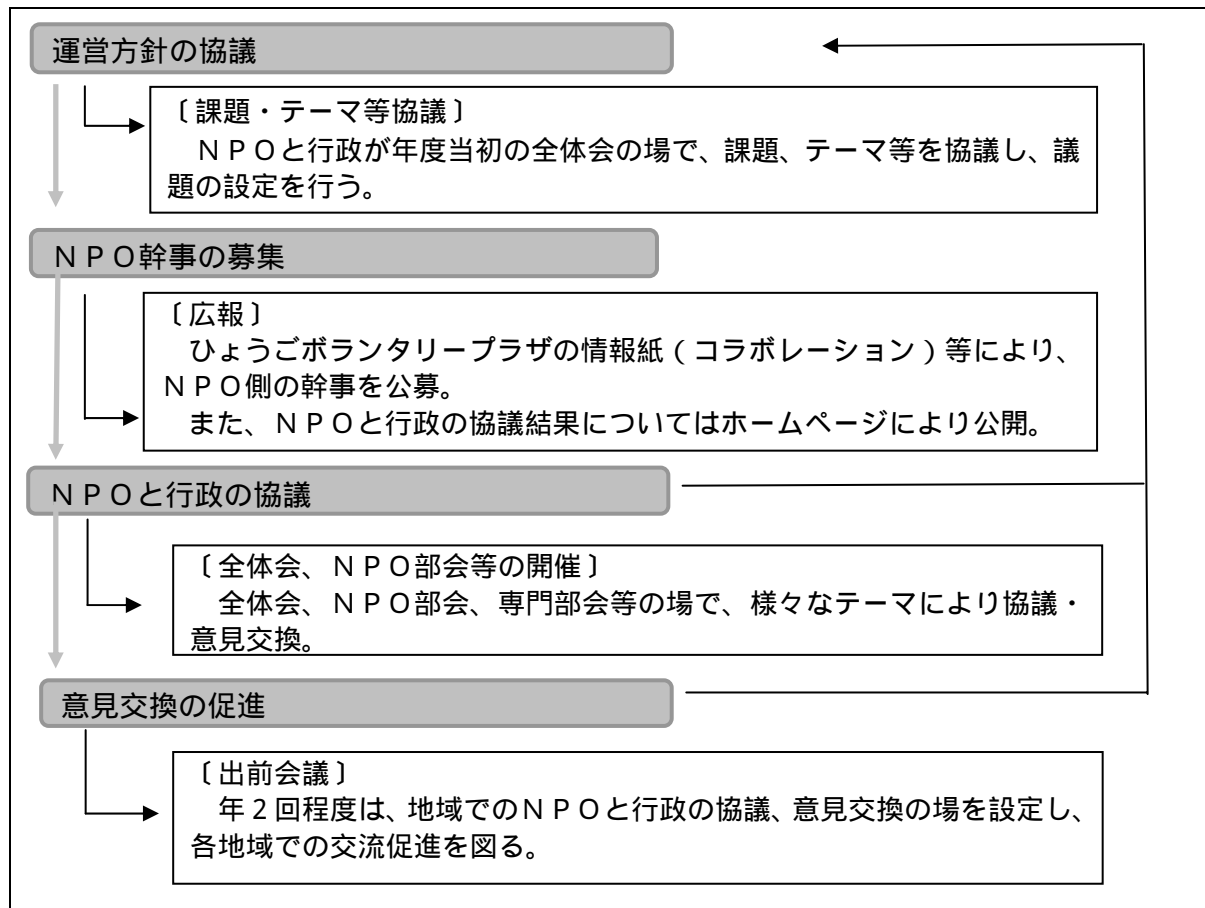 運営方針の協議
〔課題・テーマ等協議〕
ＮＰＯと行政が年度当初の全体会の場で、課題、テーマ等を協議し、議
題の設定を行う。
ＮＰＯ幹事の募集
〔広報〕
ひょうごボランタリープラザの情報紙（コラボレーション）等により、
ＮＰＯ側の幹事を公募。
また、ＮＰＯと行政の協議結果についてはホームページにより公開。
ＮＰＯと行政の協議
〔全体会、ＮＰＯ部会等の開催〕
全体会、ＮＰＯ部会、専門部会等の場で、様々なテーマにより協議・
意見交換。
意見交換の促進
〔出前会議〕
年２回程度は、地域でのＮＰＯと行政の協議、意見交換の場を設定し、
各地域での交流促進を図る。